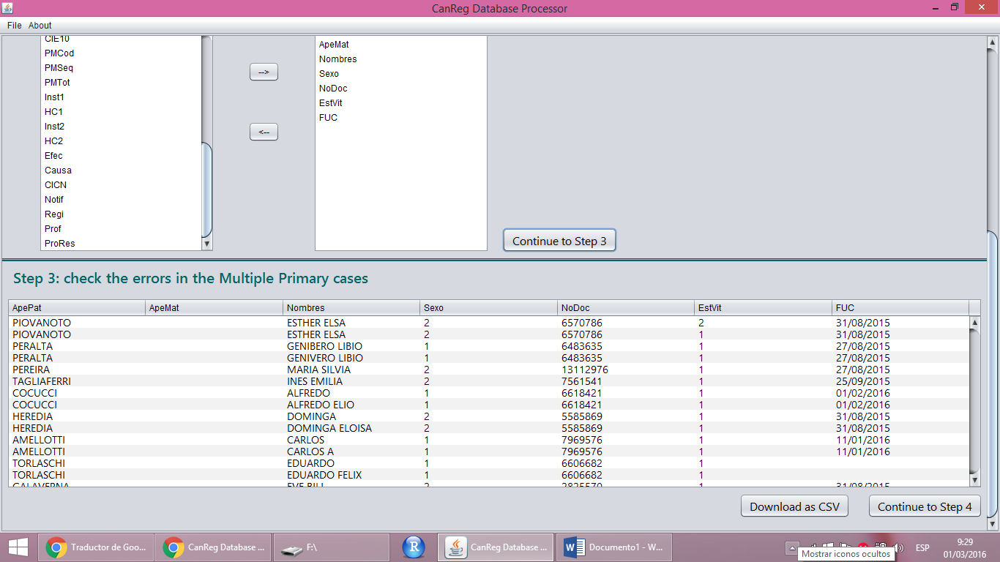 CanReg Database Processor
File About
CIE10
PMCod
PMSeq
PMTot
Inst1
HC1
Inst2
HC2
Efec
Causa
CICN
Notif
Regi
Prof
ProRes
-->
<--
ApeMat
Nombres
Sexo
NoDoc
EstVit
FUC
Continue to Step 3
Step 3: check the errors in the Multiple Primary cases
ApePat ApeMat Nombres Sexo NoDoc EstVit FUC
PIOVANOTO ESTHER ELSA 2 6570786 2 31/08/2015
PIOVANOTO ESTHER ELSA 2 6570786 1 31/08/2015
PERALTA GENIBERO LIBIO 1 6483635 1 27/08/2015
PERALTA GENIVERO LIBIO 1 6483635 1 27/08/2015
PEREIRA MARIA SILVIA 2 13112976 1 27/08/2015
TAGLIAFERRI INES EMILIA 2 7561541 1 25/09/2015
COCUCCI ALFREDO 1 6618421 1 01/02/2016
COCUCCI ALFREDO ELIO 1 6618421 1 01/02/2016
HEREDIA DOMINGA 2 5585869 1 31/08/2015
HEREDIA DOMINGA ELOISA 2 5585869 1 31/08/2015
AMELLOTTI CARLOS 1 7969576 1 11/01/2016
AMELLOTTI CARLOS A 1 7969576 1 11/01/2016
TORLASCHI EDUARDO 1 6606682 1
TORLASCHI EDUARDO FELIX 1 6606682 1
2 1 31/08/2015
Download as CSV Continue to Step 4
Traductor de Goo... CanReg Database ... F:\ R CanReg Database ... Documento1 - W... ESP 9:29
Mostrar iconos ocultos 01/03/2016